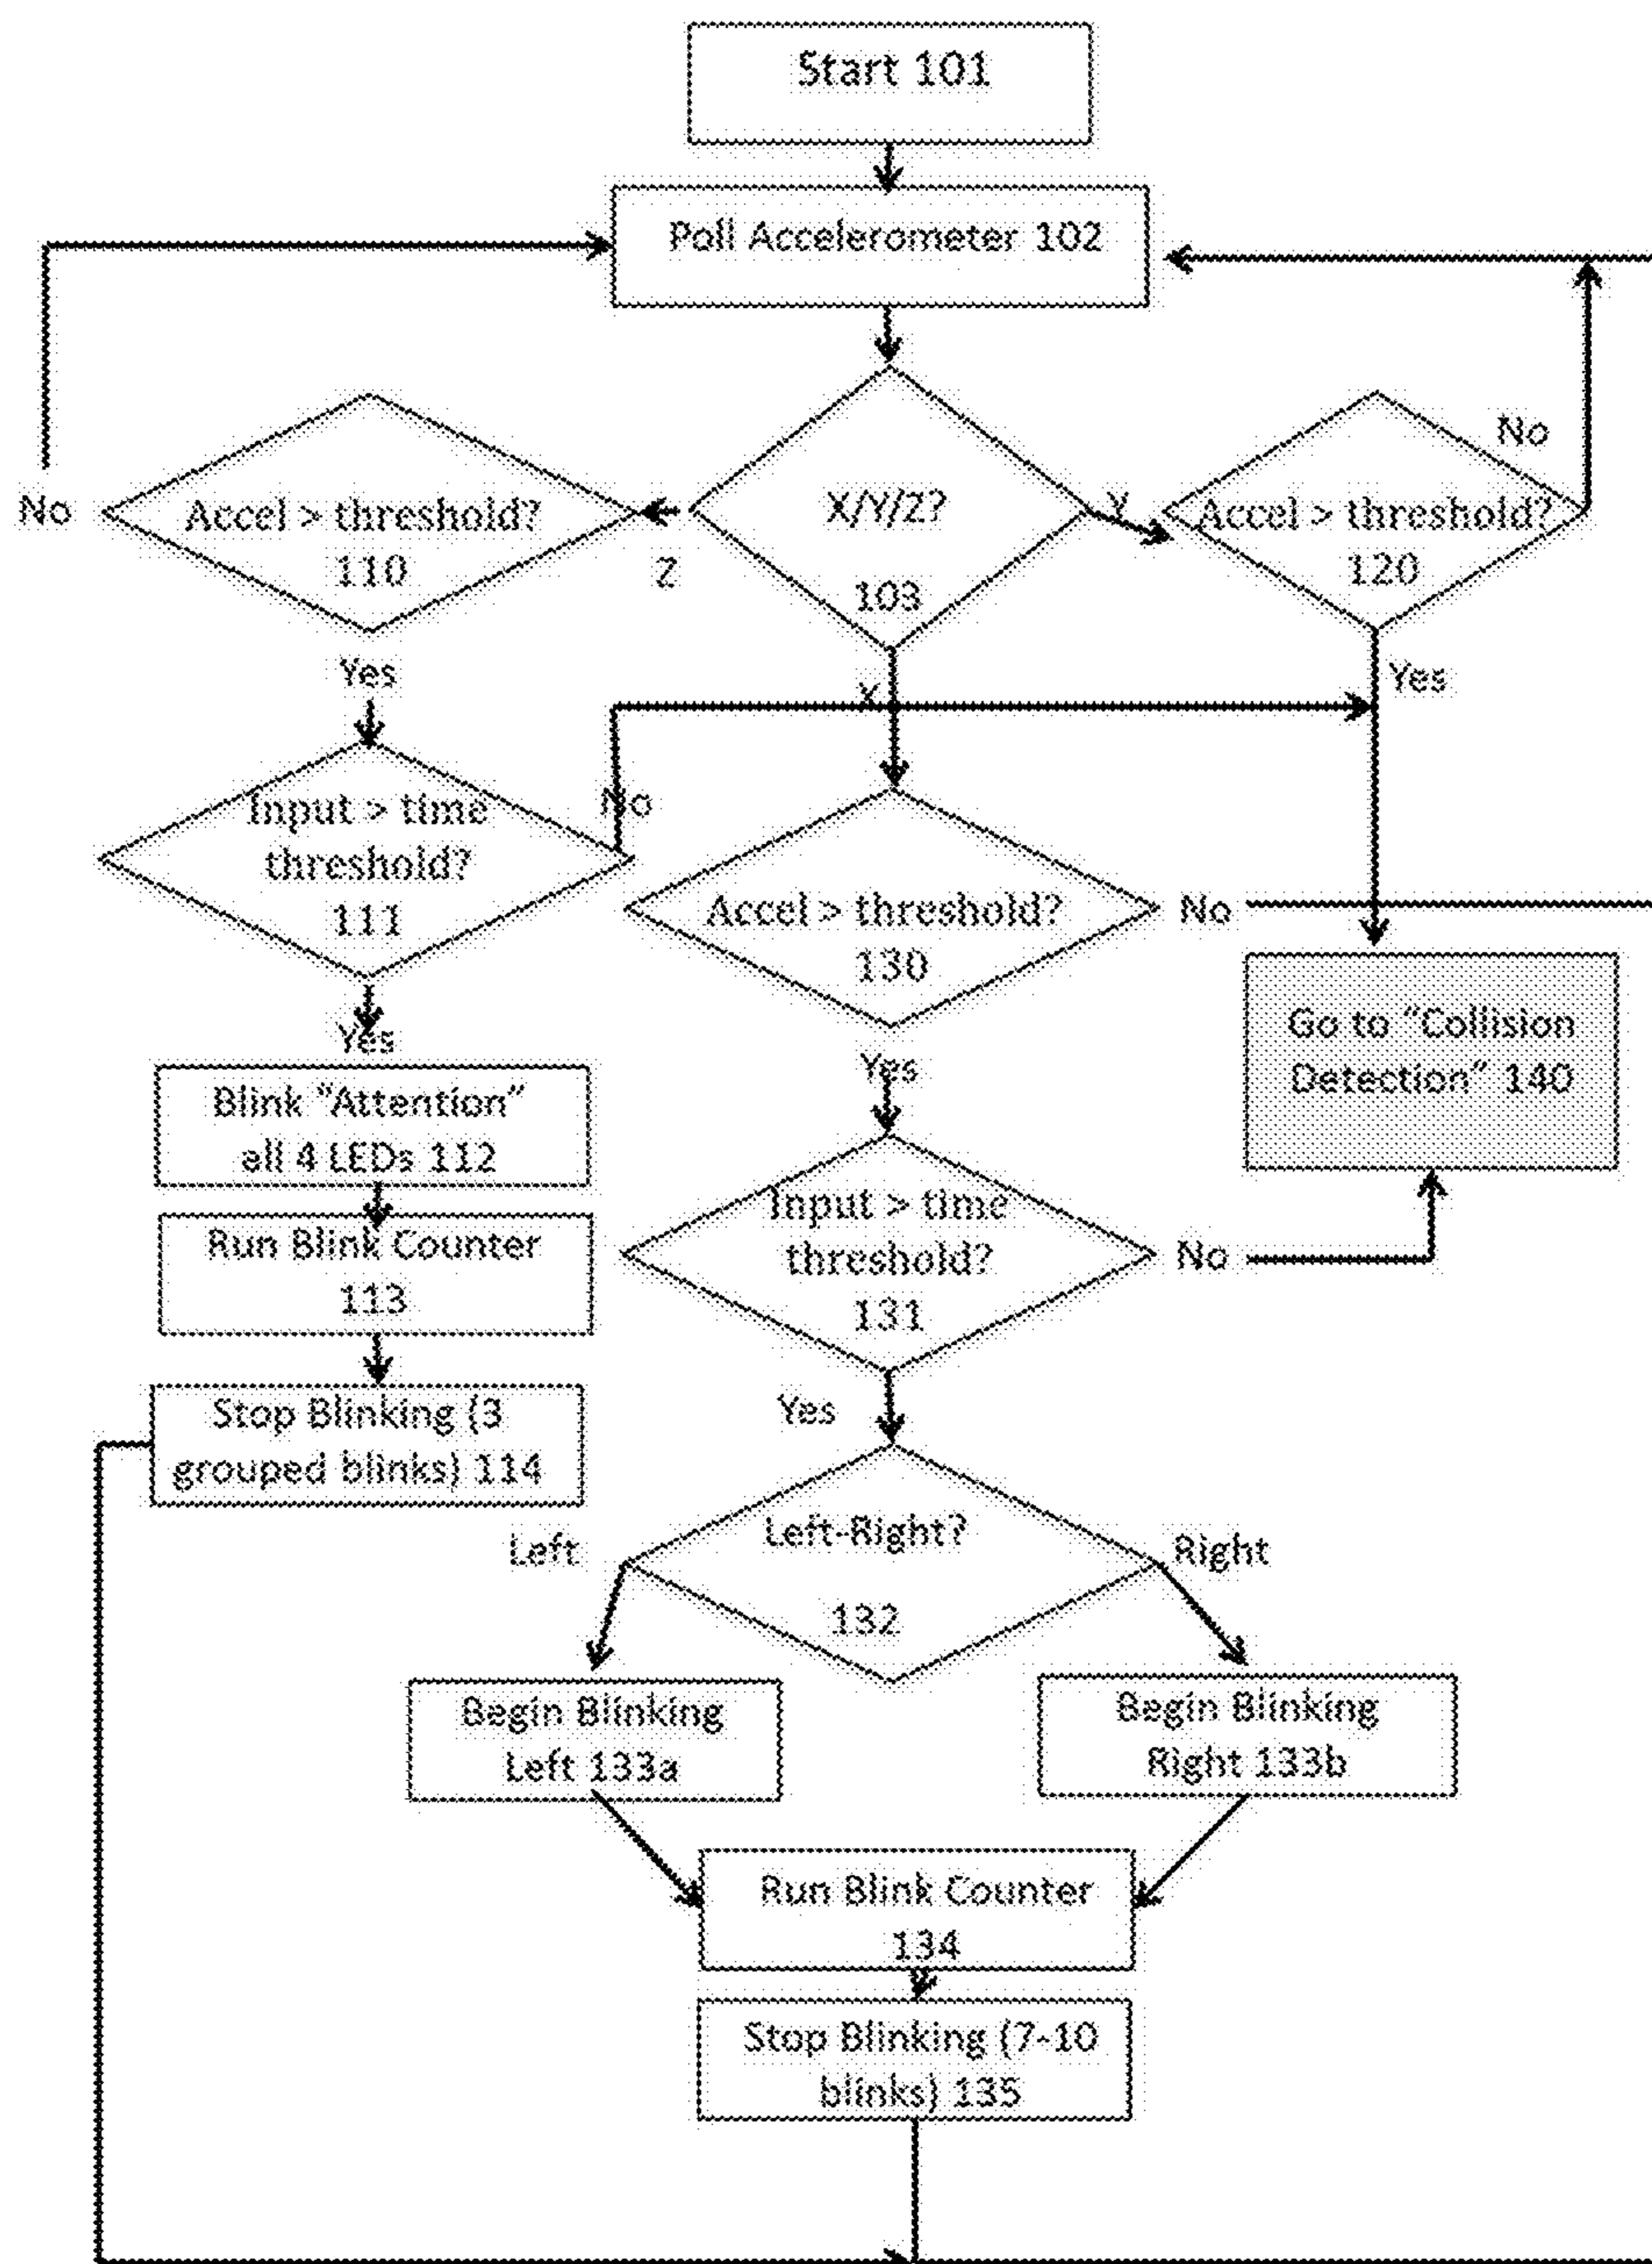 Start 101
Poll Accelerometer 102
No
Accel > threshold?
110
Z
X/Y/Z?
103
Y
No
Accel > threshold?
120
Yes
X
Yes
Input > time
threshold?
111
No
Accel > threshold?
130
No
Yes
Yes
Go to "Collision
Detection" 140
Blink "Attention"
all 4 LEDs 112
Run Blink Counter
113
Input > time
threshold?
131
No
Stop Blinking (3
grouped blinks) 114
Yes
Left
Left-Right?
132
Right
Begin Blinking
Left 133a
Begin Blinking
Right 133b
Run Blink Counter
134
Stop Blinking (7-10
blinks) 135